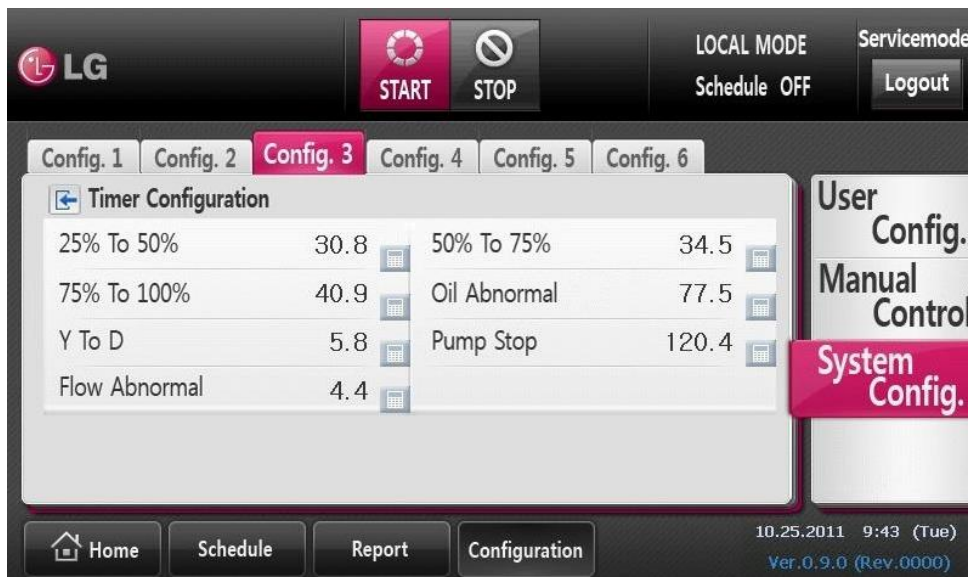 LG
START
STOP
LOCAL MODE
Schedule OFF
Servicemode
Logout
Config. 1
Config. 2
Config. 3
Config. 4
Config. 5
Config. 6
Timer Configuration
25% To 50% 30.8
50% To 75% 34.5
75% To 100% 40.9
Oil Abnormal 77.5
Y To D 5.8
Pump Stop 120.4
Flow Abnormal 4.4
User
Config.
Manual
Control
System
Config.
Home
Schedule
Report
Configuration
10.25.2011 9:43 (Tue)
Ver.0.9.0 (Rev.0000)